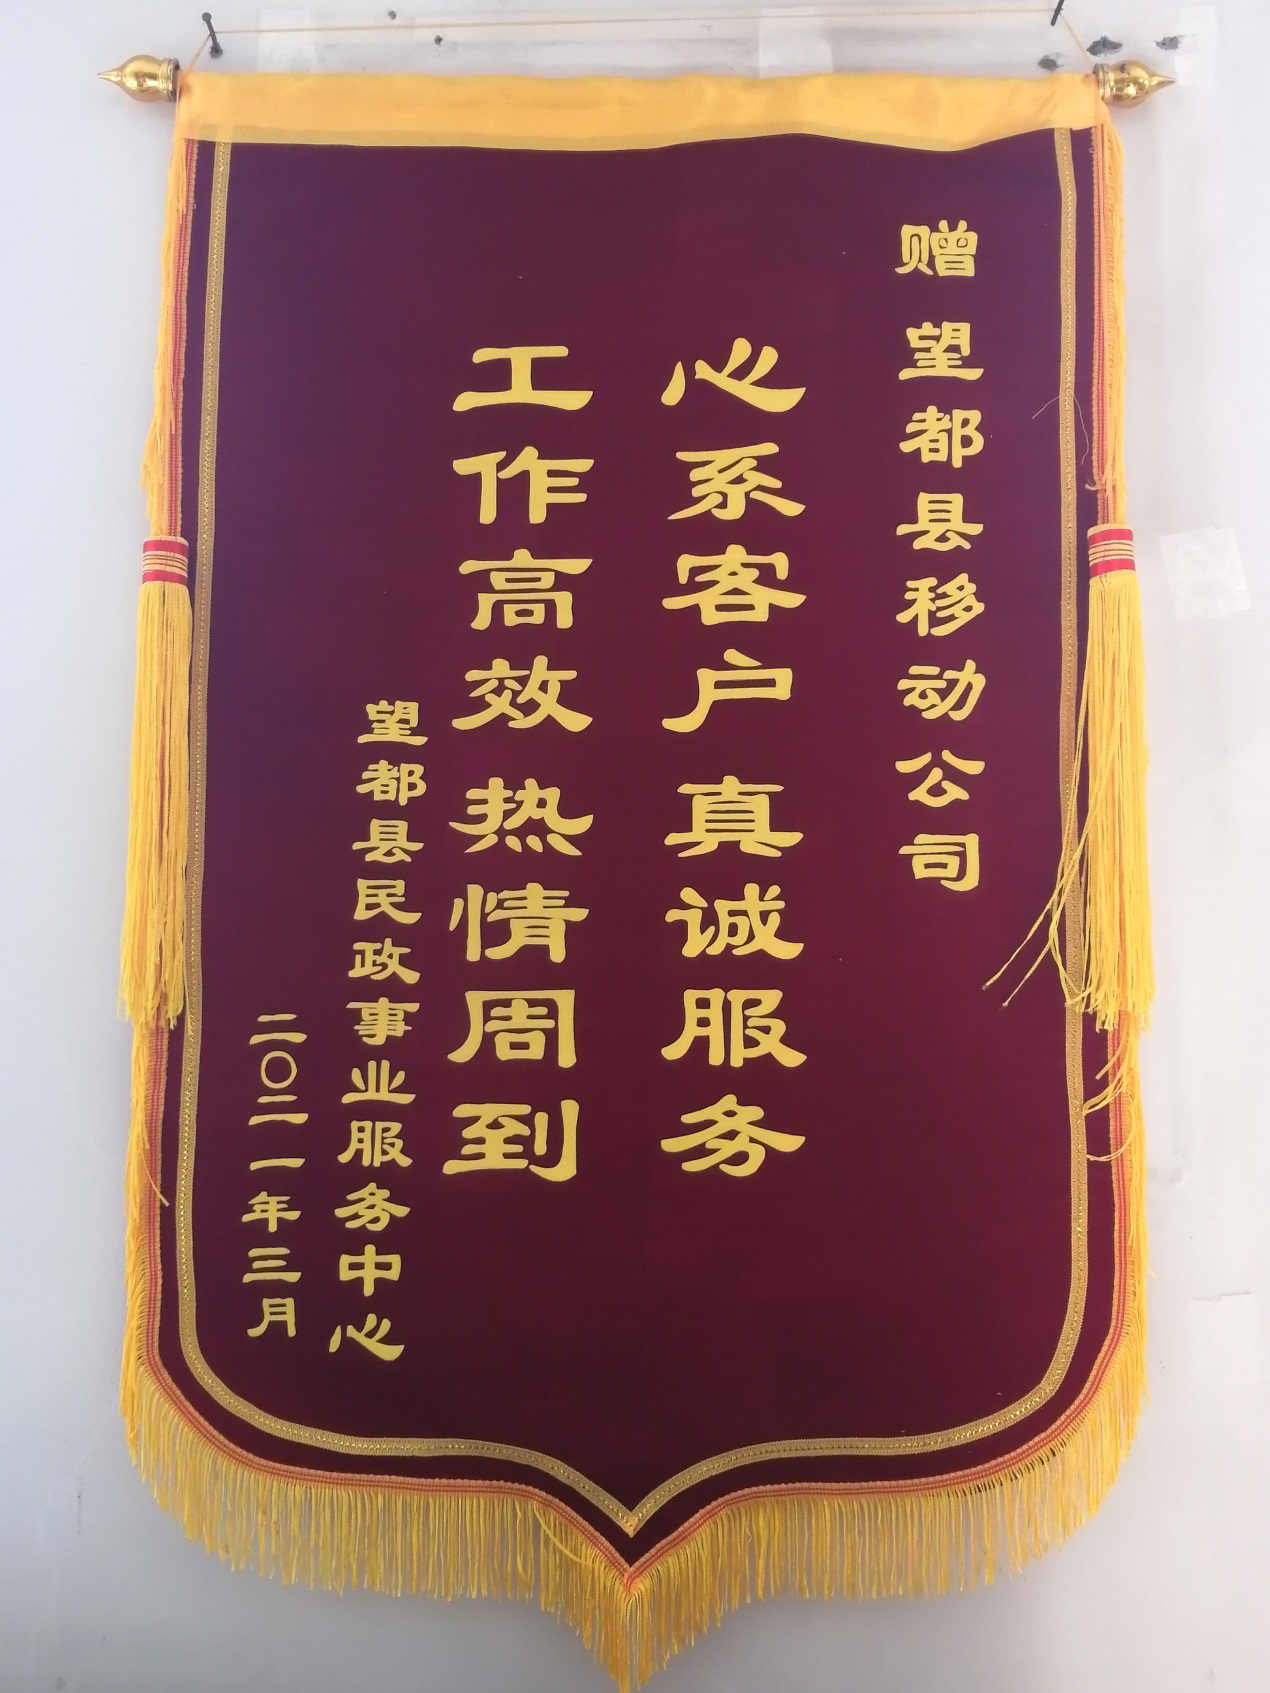 赠 望都县移动公司
心系客户 真诚服务
工作高效 热情周到
望都县民政事业服务中心
二〇二一年三月